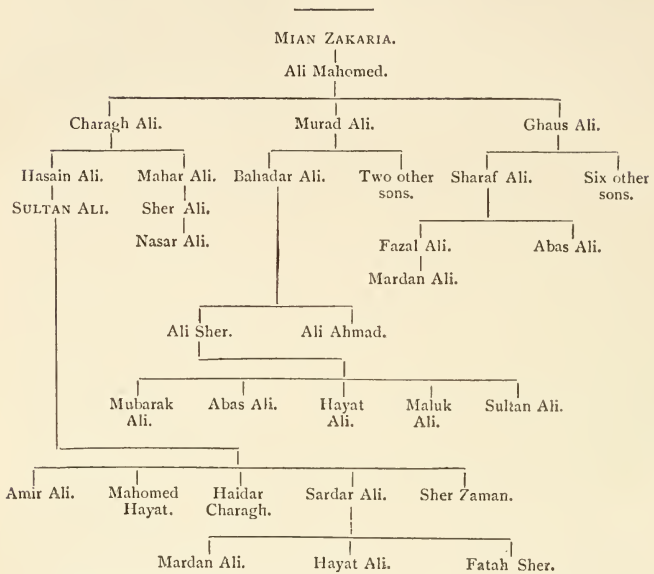 MIAN ZAKARIA.
Ali Mahomed.
Charagh Ali. Murad Ali. Ghaus Ali.
Hasain Ali. Mahar Ali. Bahadar Ali. Two other sons. Sharaf Ali. Six other sons.
SULTAN ALI. Sher Ali.
Nasar Ali. Fazal Ali. Abas Ali.
Mardan Ali.
Ali Sher. Ali Ahmad.
Mubarak Ali. Abas Ali. Hayat Ali. Maluk Ali. Sultan Ali.
Amir Ali. Mahomed Hayat. Haidar Charagh. Sardar Ali. Sher Zaman.
Mardan Ali. Hayat Ali. Fatah Sher.